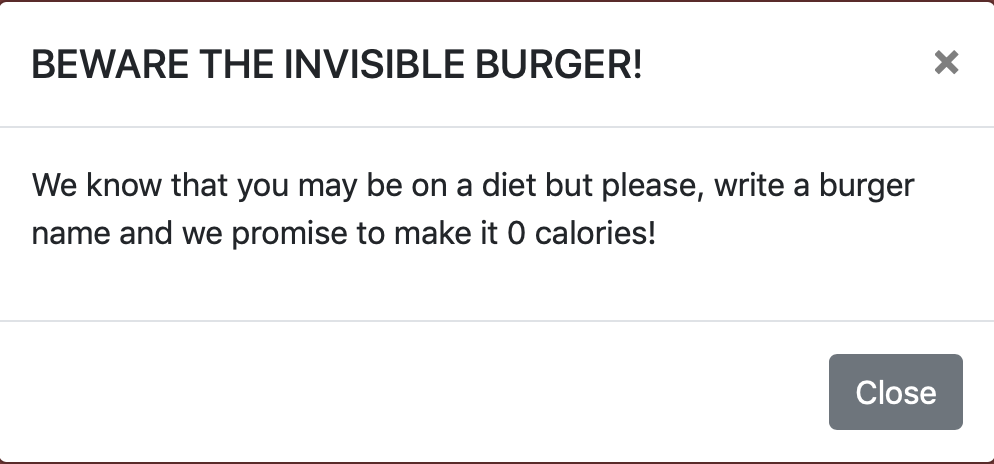 BEWARE THE INVISIBLE BURGER!
We know that you may be on a diet but please, write a burger
name and we promise to make it 0 calories!
Close